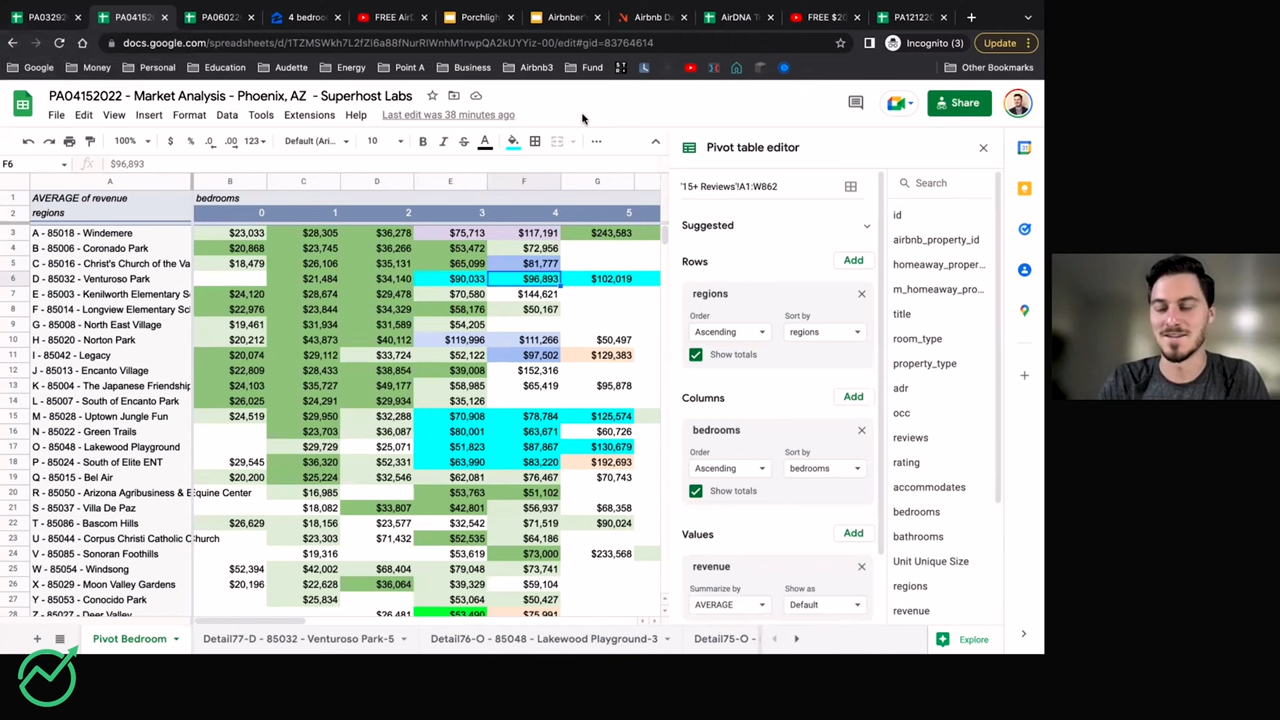 PA0329
PA0415
PA0602
4 bedroo
FREE AirD
Porchligh
Airbnber'
Airbnb Da
AirDNA T
FREE $20
PA12122
docs.google.com/spreadsheets/d/1TZMSWkh7L2fZl6a88fNurRIWnhM1rwpQA2kUYYiz-00/edit#gid=83764614
Incognito (3)
Update
Google
Money
Personal
Education
Audette
Energy
Point A
Business
Airbnb3
Fund
Other Bookmarks
PA04152022 - Market Analysis - Phoenix, AZ - Superhost Labs
File Edit View Insert Format Data Tools Extensions Help Last edit was 38 minutes ago
Share
100% $ % .0 .00 123 Default (Ari... 10 B I S A
F6 $96,893
A B C D E F G
1 AVERAGE of revenue bedrooms
2 regions 0 1 2 3 4 5
3 A - 85018 - Windemere $23,033 $28,305 $36,278 $75,713 $117,191 $243,583
4 B - 85006 - Coronado Park $20,868 $23,745 $36,266 $53,472 $72,956
5 C - 85016 - Christ's Church of the Va $18,479 $26,106 $35,131 $65,099 $81,777
6 D - 85032 - Venturoso Park $21,484 $34,140 $90,033 $96,893 $102,019
7 E - 85003 - Kenilworth Elementary S $24,120 $28,674 $29,478 $70,580 $144,621
8 F - 85014 - Longview Elementary Sc $22,976 $23,844 $34,329 $58,176 $50,167
9 G - 85008 - North East Village $19,461 $31,934 $31,589 $54,205
10 H - 85020 - Norton Park $20,212 $43,873 $40,112 $119,996 $111,266 $50,497
11 I - 85042 - Legacy $20,074 $29,112 $33,724 $52,122 $97,502 $129,383
12 J - 85013 - Encanto Village $22,809 $28,433 $38,854 $39,008 $152,316
13 K - 85004 - The Japanese Friendship $24,103 $35,727 $49,177 $58,985 $65,419 $95,878
14 L - 85007 - South of Encanto Park $26,025 $24,291 $29,934 $35,126
15 M - 85028 - Uptown Jungle Fun $24,519 $29,950 $32,288 $70,908 $78,784 $125,574
16 N - 85022 - Green Trails $23,703 $36,087 $80,001 $63,671 $60,726
17 O - 85048 - Lakewood Playground $29,729 $25,071 $51,823 $87,867 $130,679
18 P - 85024 - South of Elite ENT $29,545 $36,320 $52,331 $63,990 $83,220 $192,693
19 Q - 85015 - Bel Air $20,200 $25,224 $32,546 $62,081 $76,467 $70,743
20 R - 85050 - Arizona Agribusiness & Equine Center $16,985 $53,763 $51,102
21 S - 85037 - Villa De Paz $18,082 $33,807 $42,801 $56,937 $68,358
22 T - 85086 - Bascom Hills $26,629 $18,156 $23,577 $32,542 $71,519 $90,024
23 U - 85044 - Corpus Christi Catholic Church $23,303 $71,432 $52,535 $64,186
24 V - 85085 - Sonoran Foothills $19,316 $53,619 $73,000 $233,568
25 W - 85054 - Windsong $52,394 $42,002 $68,404 $79,048 $73,741
26 X - 85029 - Moon Valley Gardens $20,196 $22,628 $36,064 $39,329 $59,104
27 Y - 85040 - Conocido Park $25,834 $53,064 $50,427
28 Z - 85027 - Deer Valley $26,481 $53,490 $75,991
Pivot table editor
'15+ Reviews'!A1:W862
Suggested
Rows Add
regions
Order Sort by
Ascending regions
Show totals
Columns Add
bedrooms
Order Sort by
Ascending bedrooms
Show totals
Values Add
revenue
Summarize by Show as
AVERAGE Default
Search
id
airbnb_property_id
homeaway_proper...
m_homeaway_pro...
title
room_type
property_type
adr
occ
reviews
rating
accommodates
bedrooms
bathrooms
Unit Unique Size
regions
revenue
Pivot Bedroom
Detail77-D - 85032 - Venturoso Park-5
Detail76-O - 85048 - Lakewood Playground-3
Detail75-O -
Explore